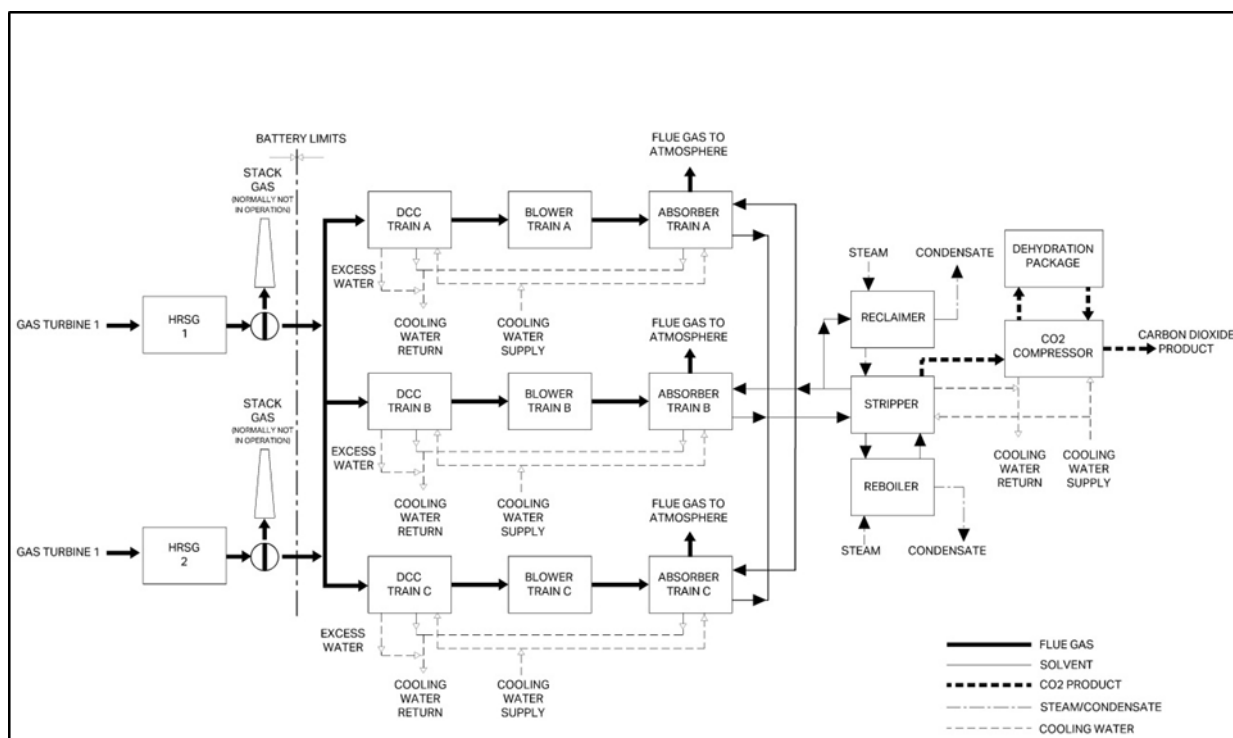 BATTERY LIMITS
STACK
GAS
(NORMALLY NOT
IN OPERATION)
GAS TURBINE 1
HRSG
1
STACK
GAS
(NORMALLY NOT
IN OPERATION)
GAS TURBINE 1
HRSG
2
DCC
TRAIN A
BLOWER
TRAIN A
FLUE GAS TO
ATMOSPHERE
ABSORBER
TRAIN A
EXCESS
WATER
COOLING
WATER
RETURN
COOLING
WATER
SUPPLY
DCC
TRAIN B
BLOWER
TRAIN B
FLUE GAS TO
ATMOSPHERE
ABSORBER
TRAIN B
EXCESS
WATER
COOLING
WATER
RETURN
COOLING
WATER
SUPPLY
DCC
TRAIN C
BLOWER
TRAIN C
FLUE GAS TO
ATMOSPHERE
ABSORBER
TRAIN C
EXCESS
WATER
COOLING
WATER
RETURN
COOLING
WATER
SUPPLY
STEAM
CONDENSATE
RECLAIMER
STRIPPER
REBOILER
STEAM
CONDENSATE
DEHYDRATION
PACKAGE
CO2
COMPRESSOR
CARBON DIOXIDE
PRODUCT
COOLING
WATER
RETURN
COOLING
WATER
SUPPLY
FLUE GAS
SOLVENT
CO2 PRODUCT
STEAM/CONDENSATE
COOLING WATER